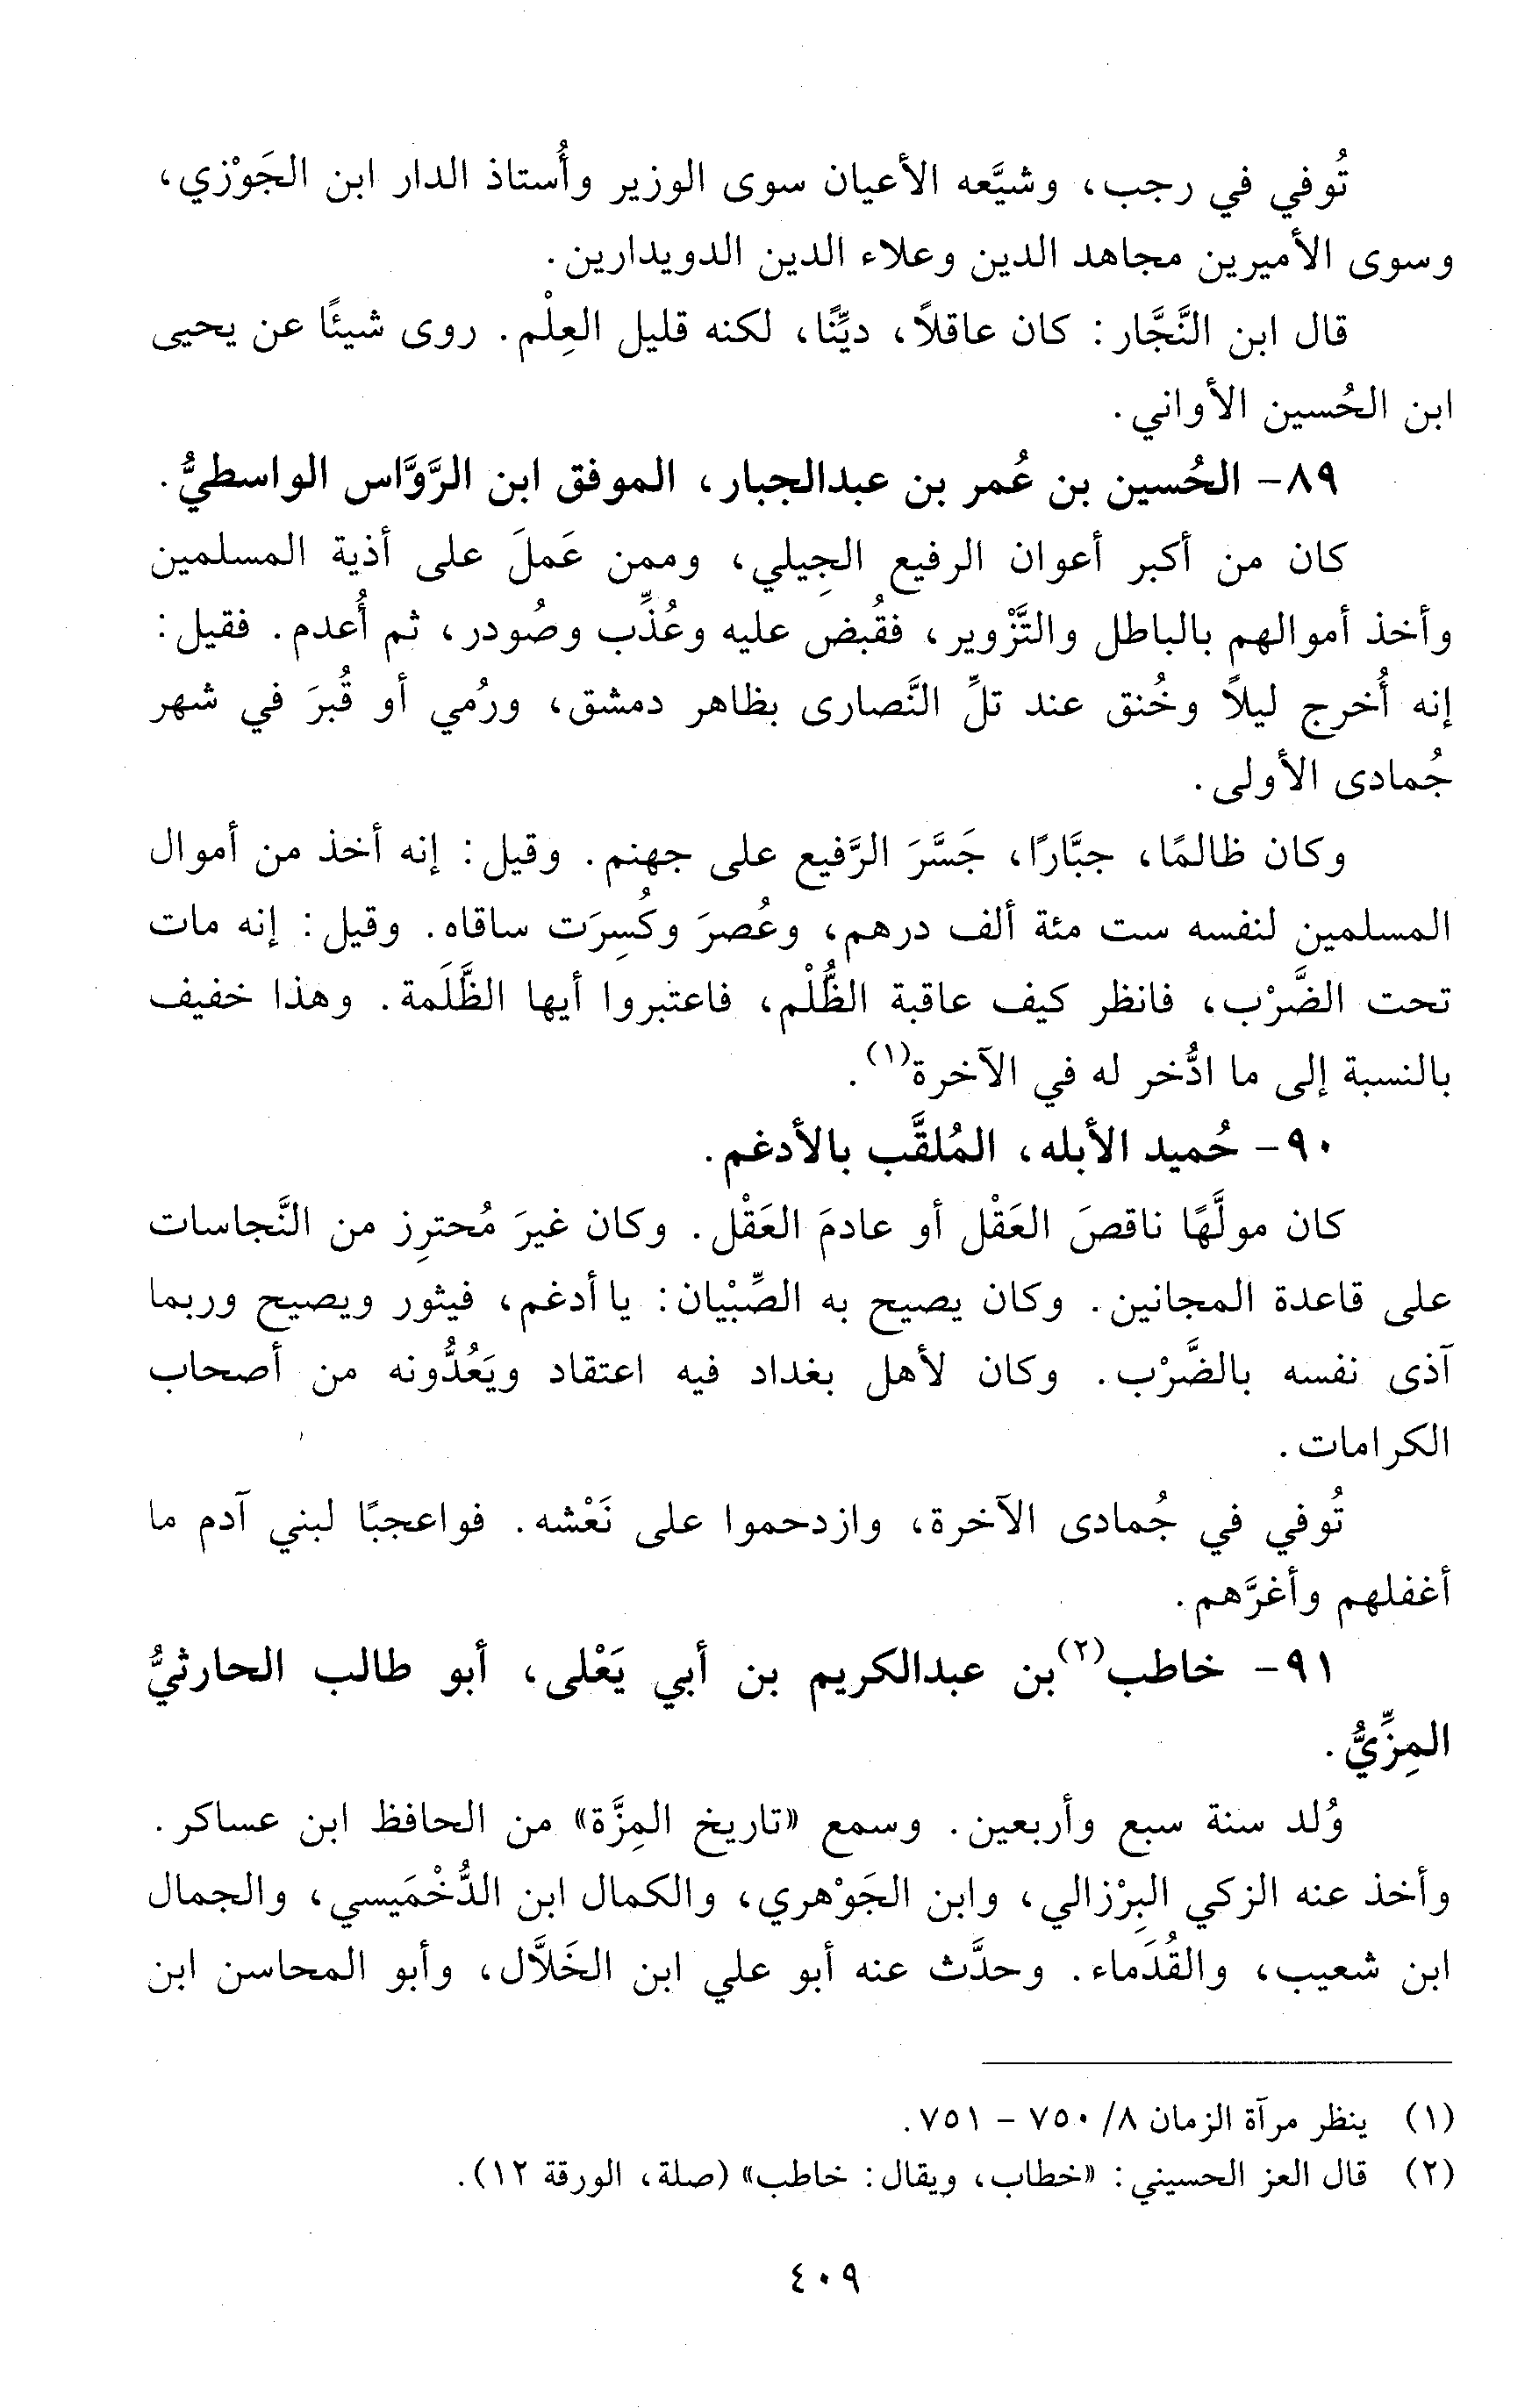 تُوفي في رجب، وشيَّعه الأعيان سوى الوزير وأُستاذ الدار ابن الجَوْزي،
وسوى الأميرين مجاهد الدين وعلاء الدين الدويدارين.
قال ابن النَّجَّار: كان عاقلاً، ديِّنًا، لكنه قليل العِلْم. روى شيئًا عن يحيى
ابن الحُسين الأواني.
٨٩- الحُسين بن عُمر بن عبدالجبار، الموفق ابن الرَّوَّاس الواسطيُّ.
كان من أكبر أعوان الرفيع الجِيلي، وممن عَملَ على أذية المسلمين
وأخذ أموالهم بالباطل والتَّزْوير، فقُبض عليه وعُذِّب وصُودر، ثم أُعدم. فقيل:
إنه أُخرج ليلاً وخُنق عند تلِّ النَّصارى بظاهر دمشق، ورُمي أو قُبرَ في شهر
جُمادى الأولى.
وكان ظالمًا، جبَّارًا، جَسَّرَ الرَّفيع على جهنم. وقيل: إنه أخذ من أموال
المسلمين لنفسه ست مئة ألف درهم، وعُصرَ وكُسِرَت ساقاه. وقيل: إنه مات
تحت الضَّرْب، فانظر كيف عاقبة الظُّلْم، فاعتبروا أيها الظَّلَمة. وهذا خفيف
بالنسبة إلى ما ادُّخر له في الآخرة(١).
٩٠- حُميد الأبله، المُلقَّب بالأدغم.
كان مولَّهًا ناقصَ العَقْل أو عادمَ العَقْل. وكان غيرَ مُحترِز من النَّجاسات
على قاعدة المجانين. وكان يصيح به الصِّبْيان: يا أدغم، فيثور ويصيح وربما
آذى نفسه بالضَّرْب. وكان لأهل بغداد فيه اعتقاد ويَعُدُّونه من أصحاب
الكرامات.
تُوفي في جُمادى الآخرة، وازدحموا على نَعْشه. فواعجبًا لبني آدم ما
أغفلهم وأغرَّهم.
٩١- خاطب(٢) بن عبدالكريم بن أبي يَعْلى، أبو طالب الحارثيُّ
المِزِّيُّ.
وُلد سنة سبع وأربعين. وسمع «تاريخ المِزَّة» من الحافظ ابن عساكر.
وأخذ عنه الزكي البِرْزالي، وابن الجَوْهري، والكمال ابن الدُّخْمَيسي، والجمال
ابن شعيب، والقُدَماء. وحدَّث عنه أبو علي ابن الخَلاَّل، وأبو المحاسن ابن
(١) ينظر مرآة الزمان ٨/ ٧٥٠ - ٧٥١.
(٢) قال العز الحسيني: «خطاب، ويقال: خاطب» (صلة، الورقة ١٢).
٤٠٩